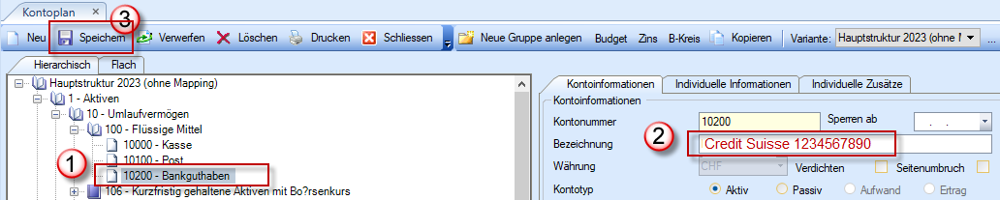 Kontoplan ×
3
Neu Speichern Verwerfen Löschen Drucken Schliessen Neue Gruppe anlegen Budget Zins B-Kreis Kopieren Variante: Hauptstruktur 2023 (ohne M ...
Hierarchisch Flach
Hauptstruktur 2023 (ohne Mapping)
1 - Aktiven
10 - Umlaufvermögen
100 - Flüssige Mittel
10000 - Kasse
10100 - Post
1
10200 - Bankguthaben
106 - Kurzfristig gehaltene Aktiven mit Bo?rsenkurs
Kontoinformationen Individuelle Informationen Individuelle Zusätze
Kontoinformationen
Kontonummer 10200 Sperren ab . .
Bezeichnung 2 Credit Suisse 1234567890
Währung CHF Verdichten Seitenumbruch
Kontotyp Aktiv Passiv Aufwand Ertrag